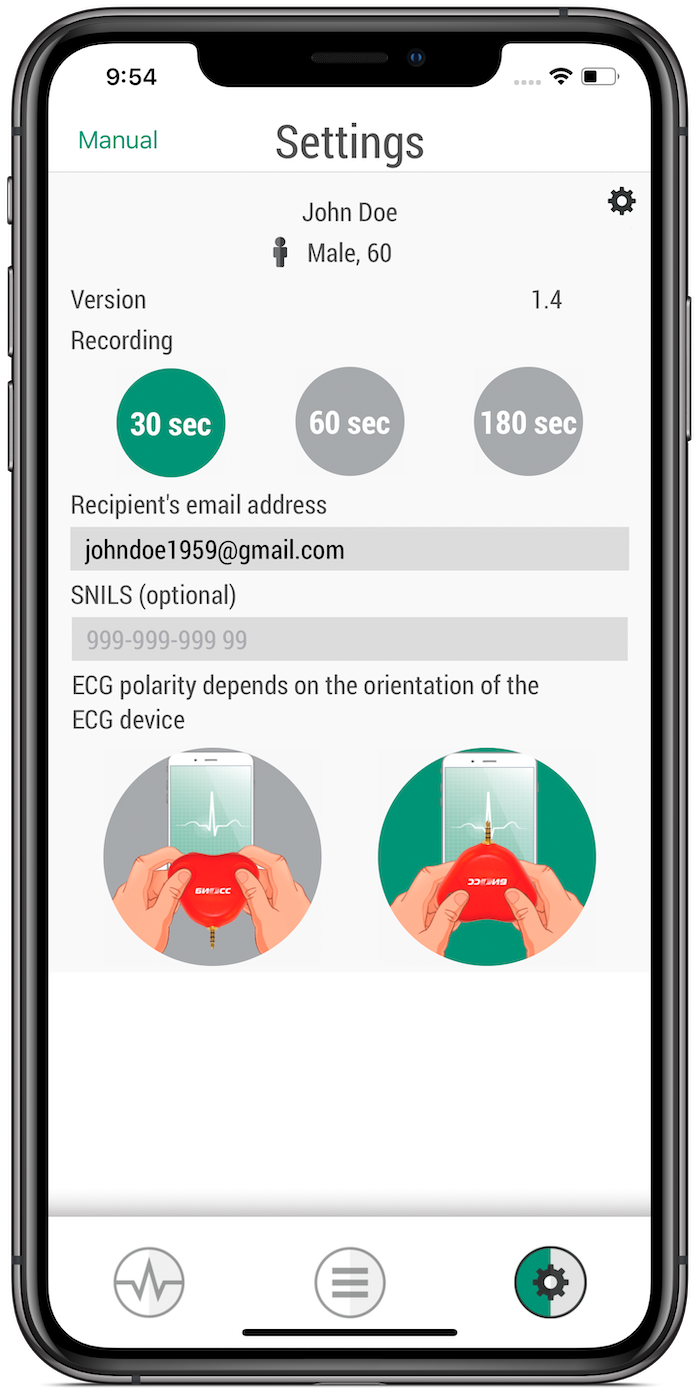 9:54
Manual
Settings
John Doe
Male, 60
Version 1.4
Recording
30 sec 60 sec 180 sec
Recipient's email address
johndoe1959@gmail.com
SNILS (optional)
999-999-999 99
ECG polarity depends on the orientation of the
ECG device
БИОСС БИОСС